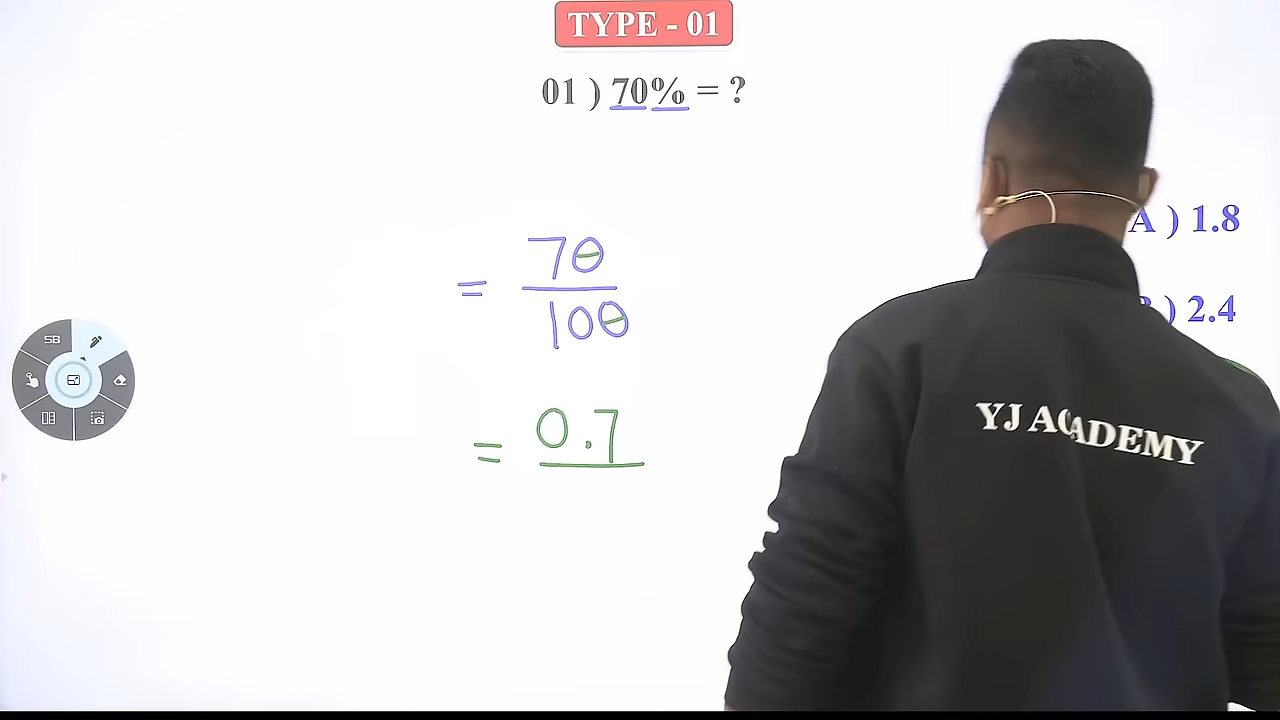 TYPE - 01
01 ) 70% = ?
A ) 1.8
= 70
100
) 2.4
= 0.7
YJ ACADEMY
SB